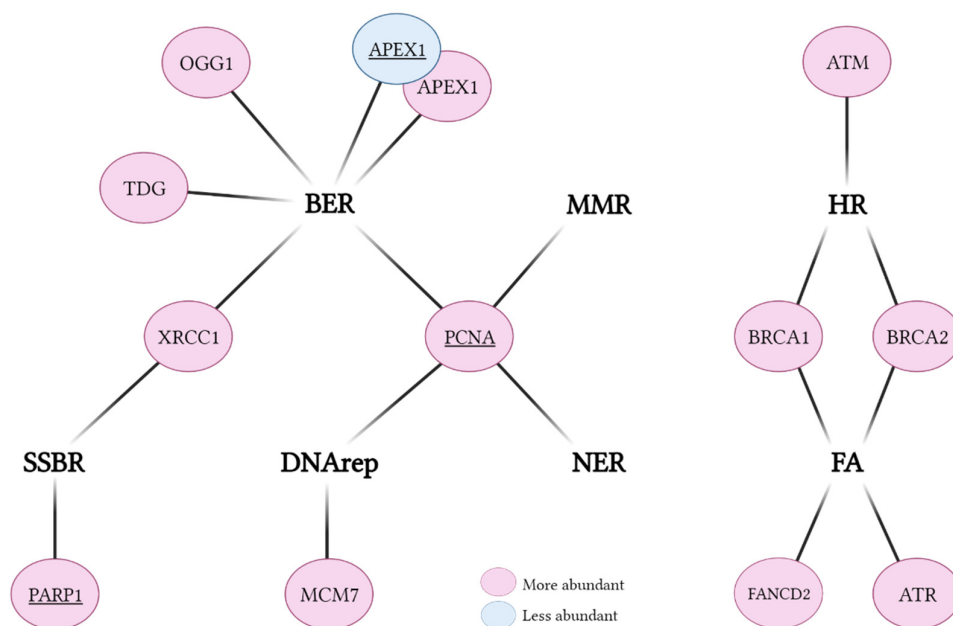 APEX1
OGG1
ATM
APEX1
TDG
BER
MMR
HR
XRCC1
PCNA
BRCA1
BRCA2
SSBR
DNArep
NER
FA
PARP1
MCM7
More abundant
FANCD2
ATR
Less abundant